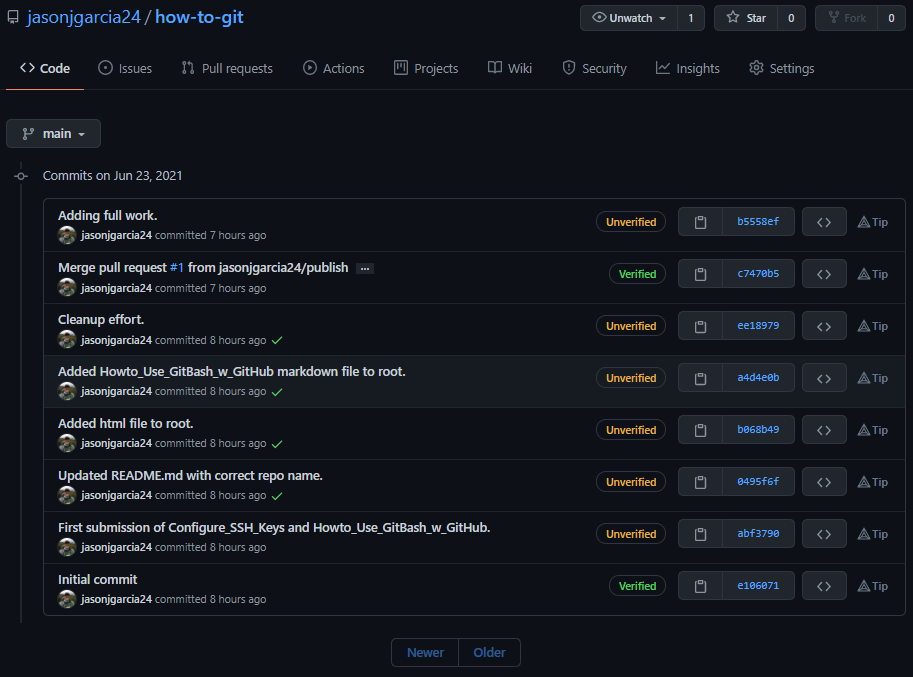 jasonjgarcia24 / how-to-git
Unwatch 1 Star 0 Fork 0
Code Issues Pull requests Actions Projects Wiki Security Insights Settings
main
Commits on Jun 23, 2021
Adding full work.
jasonjgarcia24 committed 7 hours ago
Unverified b5558ef <> Tip
Merge pull request #1 from jasonjgarcia24/publish ...
jasonjgarcia24 committed 7 hours ago
Verified c7470b5 <> Tip
Cleanup effort.
jasonjgarcia24 committed 8 hours ago
Unverified ee18979 <> Tip
Added Howto_Use_GitBash_w_GitHub markdown file to root.
jasonjgarcia24 committed 8 hours ago
Unverified a4d4e0b <> Tip
Added html file to root.
jasonjgarcia24 committed 8 hours ago
Unverified b068b49 <> Tip
Updated README.md with correct repo name.
jasonjgarcia24 committed 8 hours ago
Unverified 0495f6f <> Tip
First submission of Configure_SSH_Keys and Howto_Use_GitBash_w_GitHub.
jasonjgarcia24 committed 8 hours ago
Unverified abf3790 <> Tip
Initial commit
jasonjgarcia24 committed 8 hours ago
Verified e106071 <> Tip
Newer Older